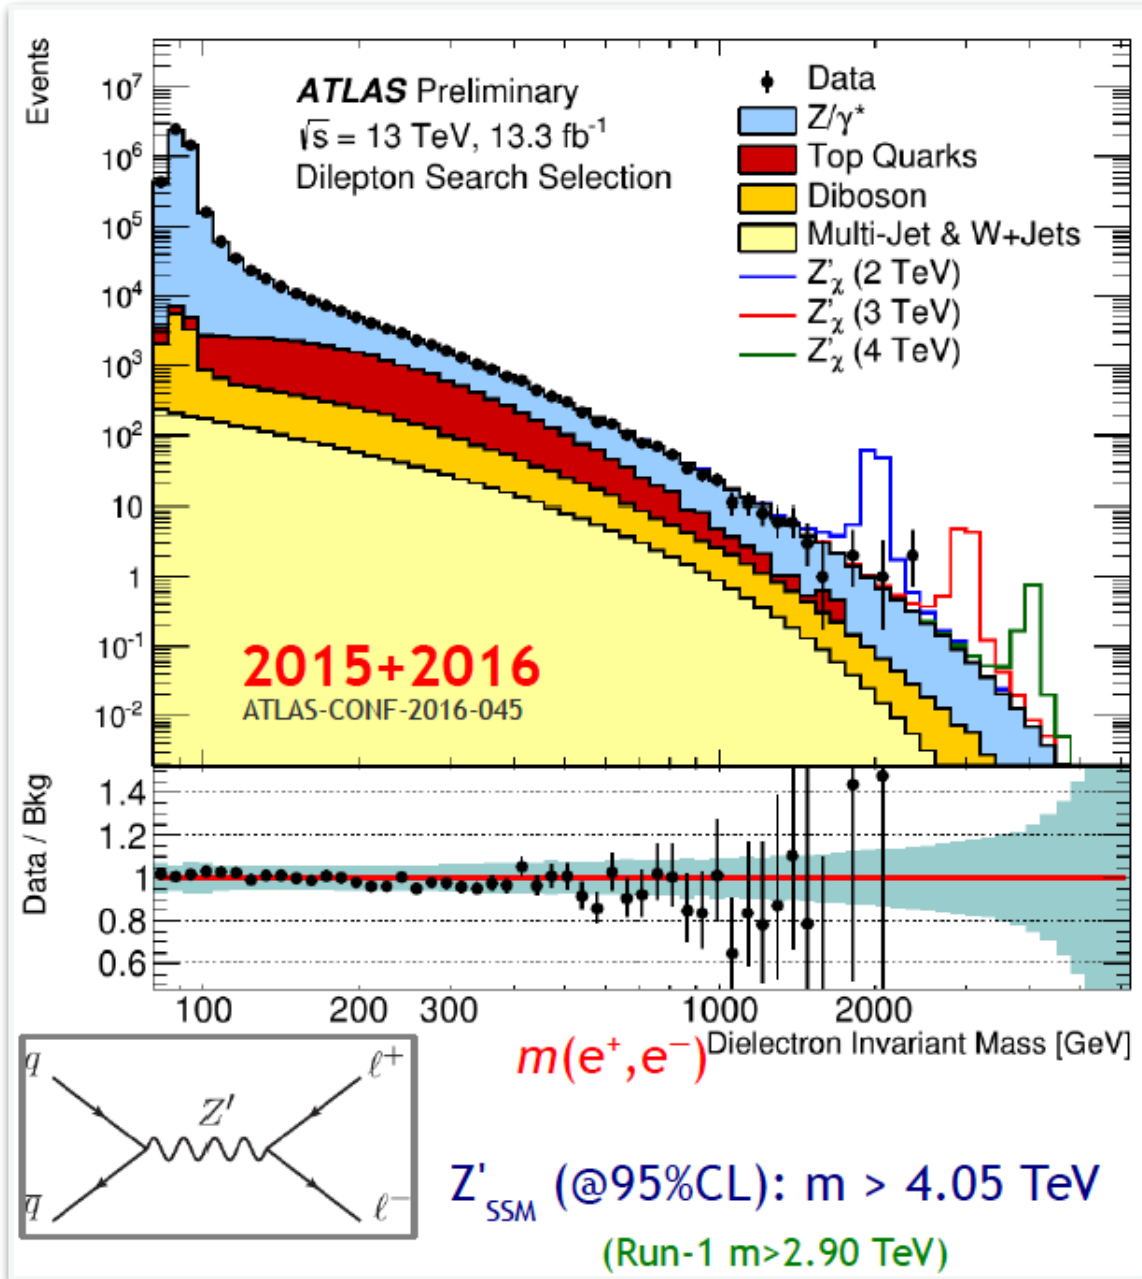 Events
10⁷
10⁶
10⁵
10⁴
10³
10²
10
1
10⁻¹
10⁻²
ATLAS Preliminary
√s = 13 TeV, 13.3 fb⁻¹
Dilepton Search Selection
Data
Z/γ*
Top Quarks
Diboson
Multi-Jet & W+Jets
Z'χ (2 TeV)
Z'χ (3 TeV)
Z'χ (4 TeV)
2015+2016
ATLAS-CONF-2016-045
Data / Bkg
1.4
1.2
1
0.8
0.6
100 200 300 1000 2000
Dielectron Invariant Mass [GeV]
m(e⁺,e⁻)
q ℓ⁺
Z'
q̅ ℓ⁻
Z'SSM (@95%CL): m > 4.05 TeV
(Run-1 m>2.90 TeV)